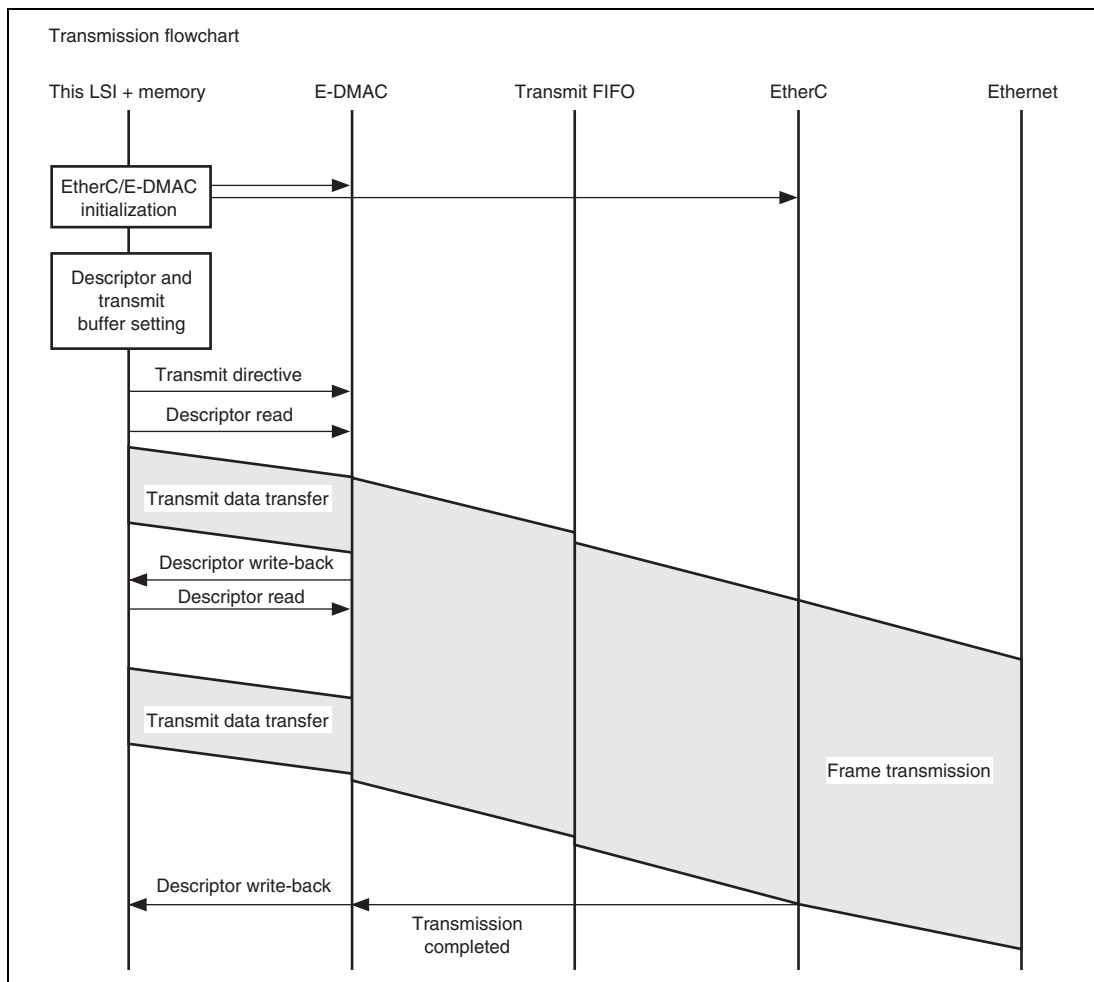 Transmission flowchart
This LSI + memory
E-DMAC
Transmit FIFO
EtherC
Ethernet
EtherC/E-DMAC
initialization
Descriptor and
transmit
buffer setting
Transmit directive
Descriptor read
Transmit data transfer
Descriptor write-back
Descriptor read
Transmit data transfer
Frame transmission
Descriptor write-back
Transmission
completed